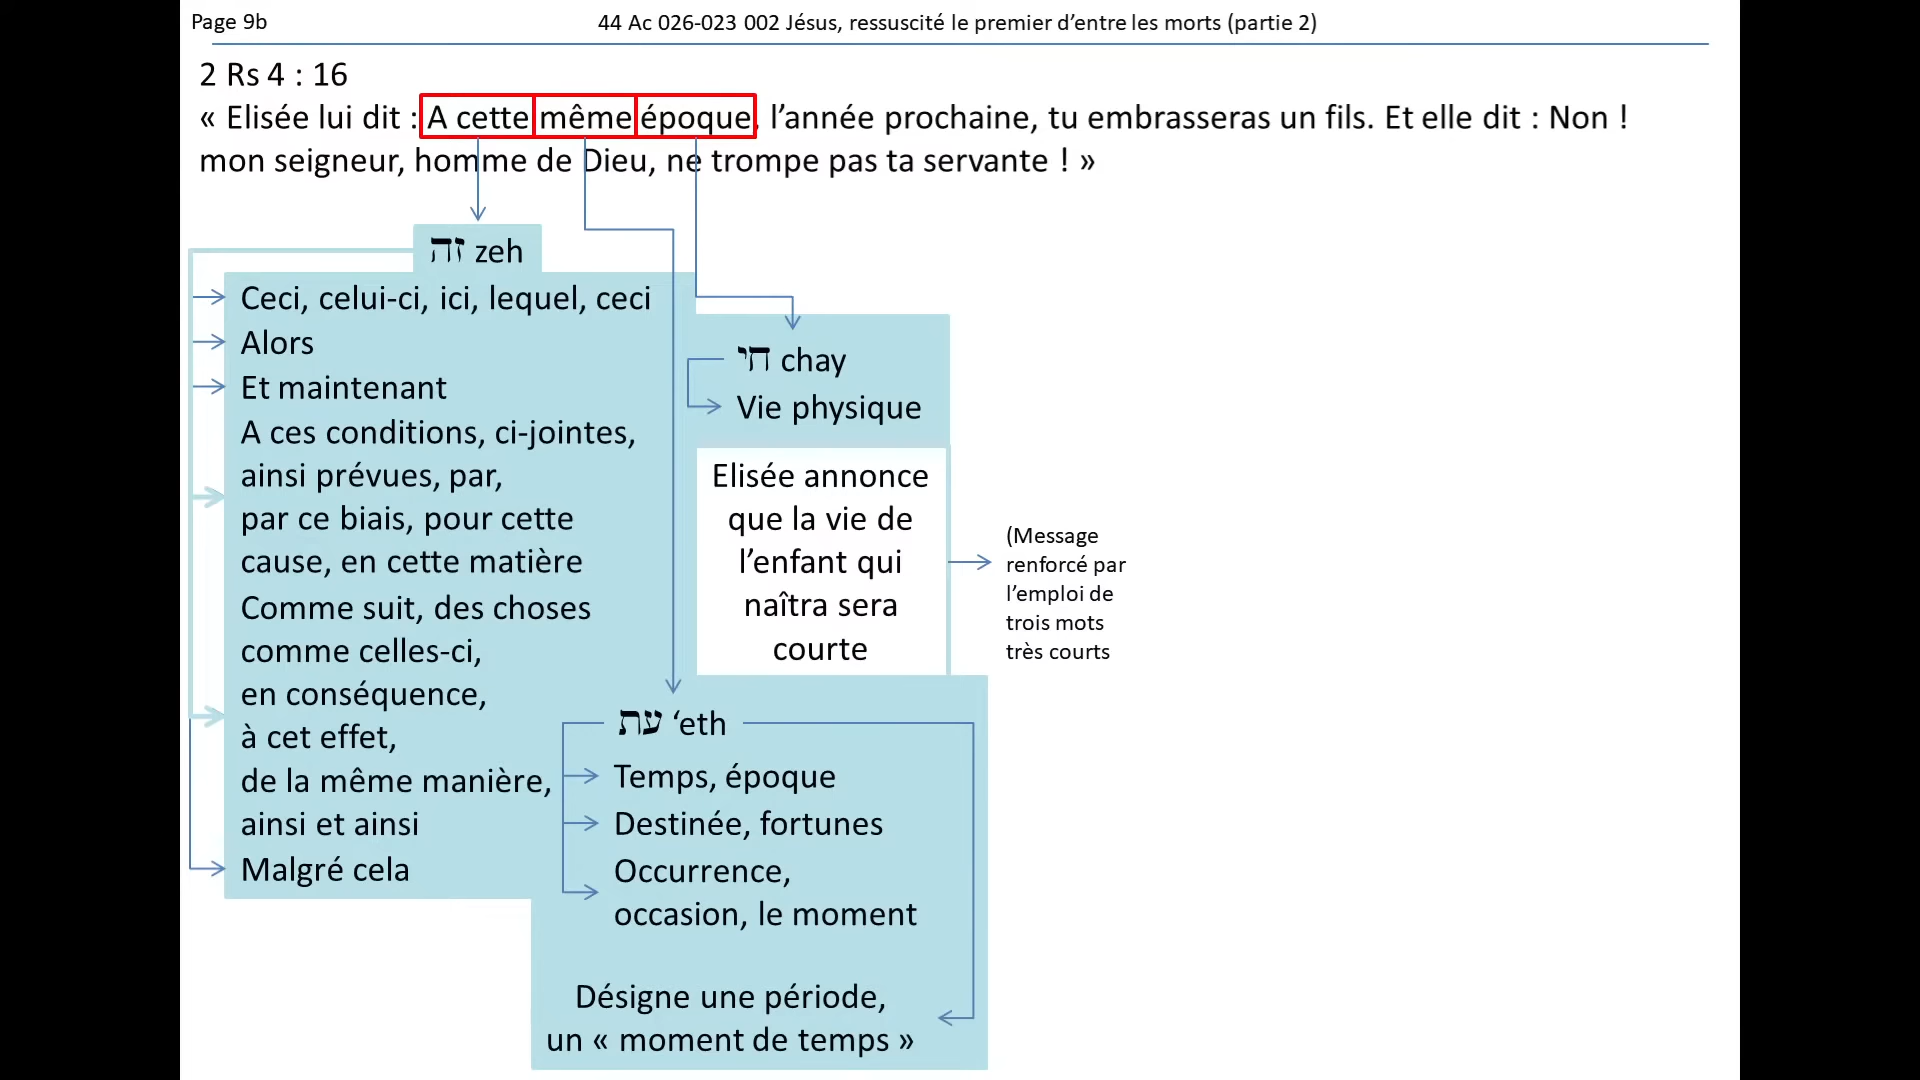 Page 9b
44 Ac 026-023 002 Jésus, ressuscité le premier d’entre les morts (partie 2)
2 Rs 4 : 16
« Elisée lui dit : A cette même époque, l’année prochaine, tu embrasseras un fils. Et elle dit : Non !
mon seigneur, homme de Dieu, ne trompe pas ta servante ! »
זה zeh
Ceci, celui-ci, ici, lequel, ceci
Alors
Et maintenant
A ces conditions, ci-jointes,
ainsi prévues, par,
par ce biais, pour cette
cause, en cette matière
Comme suit, des choses
comme celles-ci,
en conséquence,
à cet effet,
de la même manière,
ainsi et ainsi
Malgré cela
חי chay
Vie physique
Elisée annonce
que la vie de
l’enfant qui
naîtra sera
courte
(Message
renforcé par
l’emploi de
trois mots
très courts
עת ‘eth
Temps, époque
Destinée, fortunes
Occurrence,
occasion, le moment
Désigne une période,
un « moment de temps »